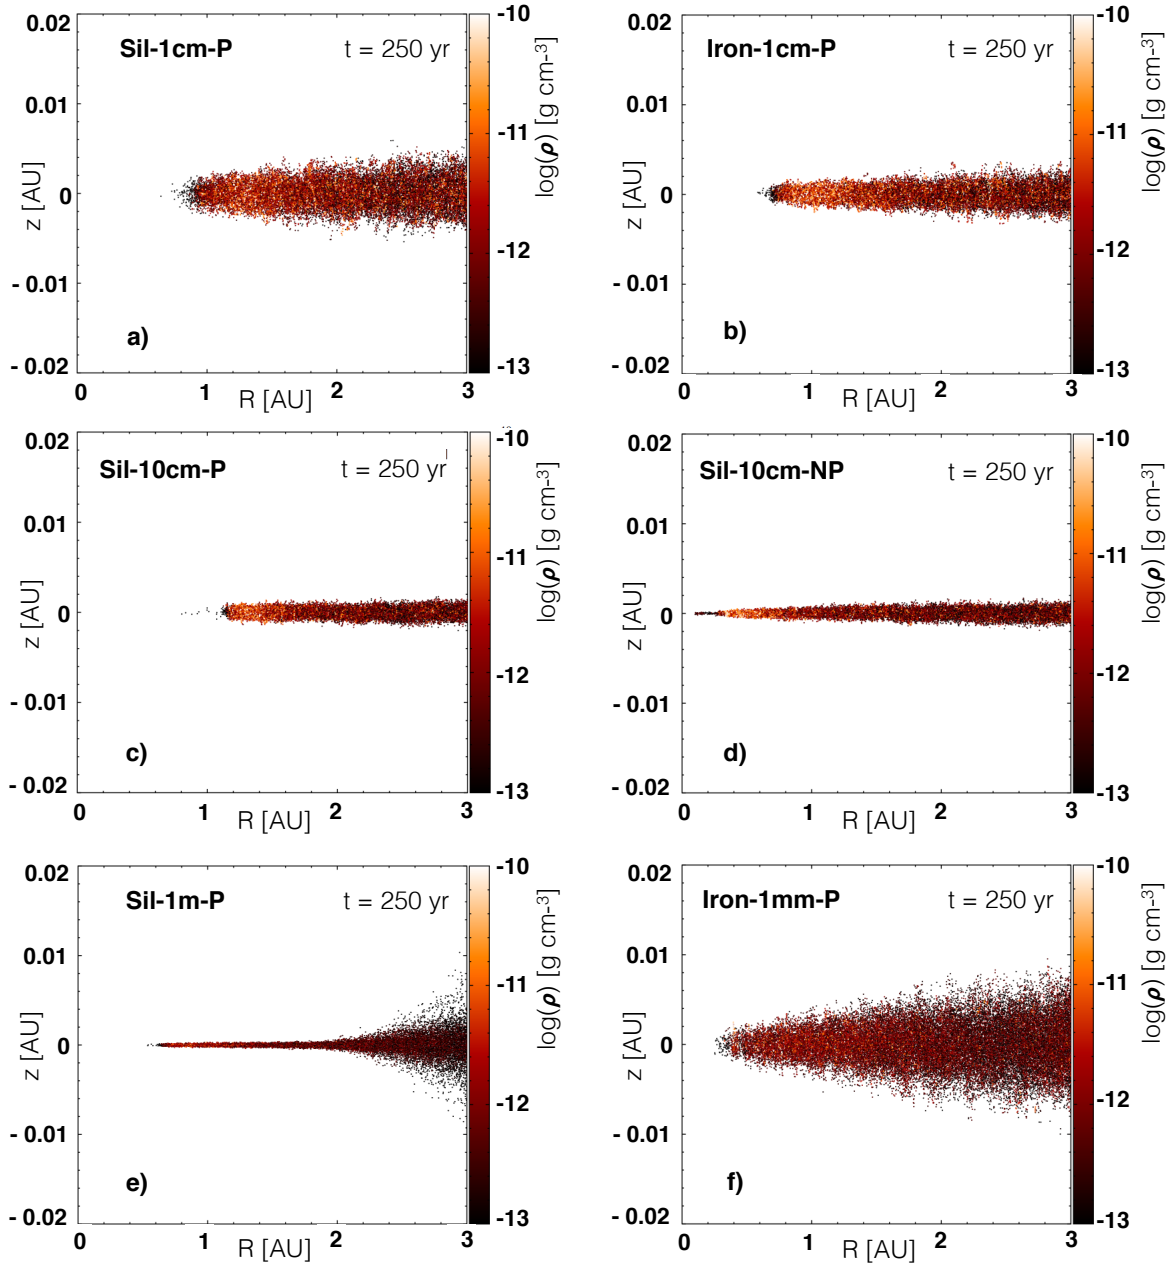 0.02
Sil-1cm-P t = 250 yr
0.01
0
- 0.01
- 0.02
z [AU]
a)
0 1 2 3
R [AU]
-10
-11
-12
-13
log(ρ) [g cm-³]
0.02
Iron-1cm-P t = 250 yr
0.01
0
- 0.01
- 0.02
z [AU]
b)
0 1 2 3
R [AU]
-10
-11
-12
-13
log(ρ) [g cm-³]
0.02
Sil-10cm-P t = 250 yr
0.01
0
- 0.01
- 0.02
z [AU]
c)
0 1 2 3
R [AU]
-10
-11
-12
-13
log(ρ) [g cm-³]
0.02
Sil-10cm-NP t = 250 yr
0.01
0
- 0.01
- 0.02
z [AU]
d)
0 1 2 3
R [AU]
-10
-11
-12
-13
log(ρ) [g cm-³]
0.02
Sil-1m-P t = 250 yr
0.01
0
- 0.01
- 0.02
z [AU]
e)
0 1 2 3
R [AU]
-10
-11
-12
-13
log(ρ) [g cm-³]
0.02
Iron-1mm-P t = 250 yr
0.01
0
- 0.01
- 0.02
z [AU]
f)
0 1 2 3
R [AU]
-10
-11
-12
-13
log(ρ) [g cm-³]